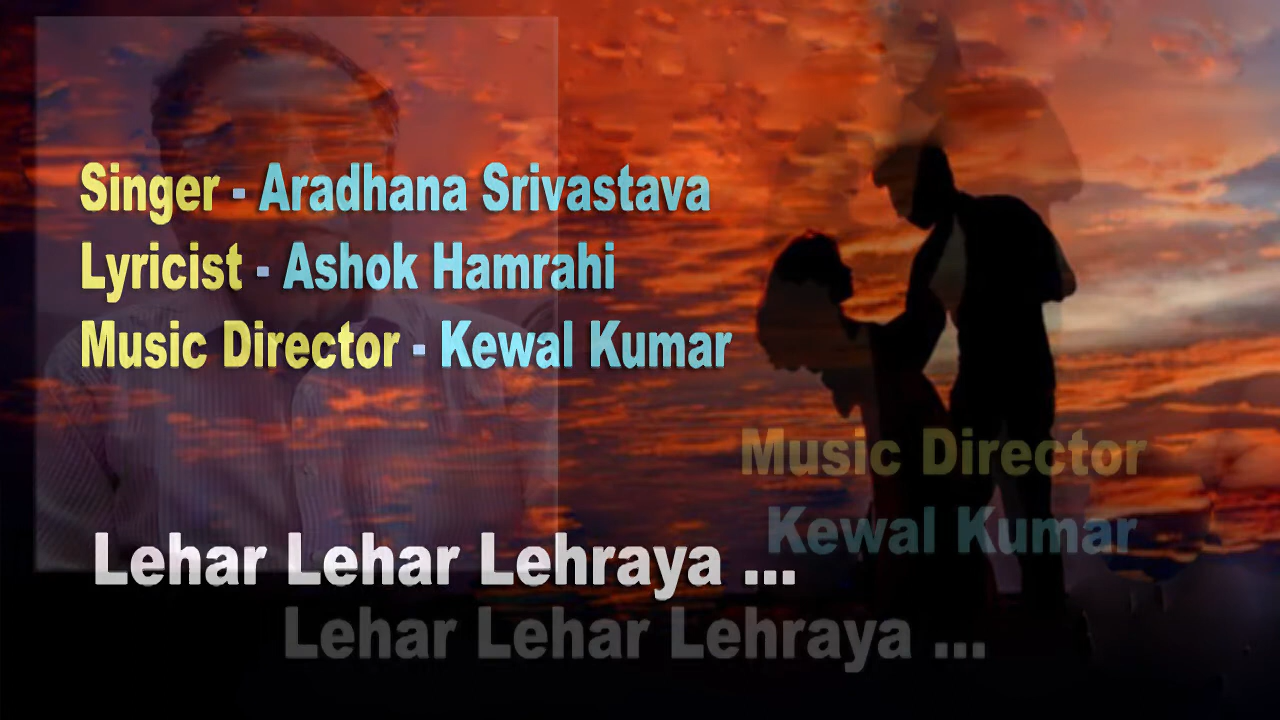 Singer - Aradhana Srivastava
Lyricist - Ashok Hamrahi
Music Director - Kewal Kumar
Music Director
Kewal Kumar
Lehar Lehar Lehraya ...
Lehar Lehar Lehraya ...